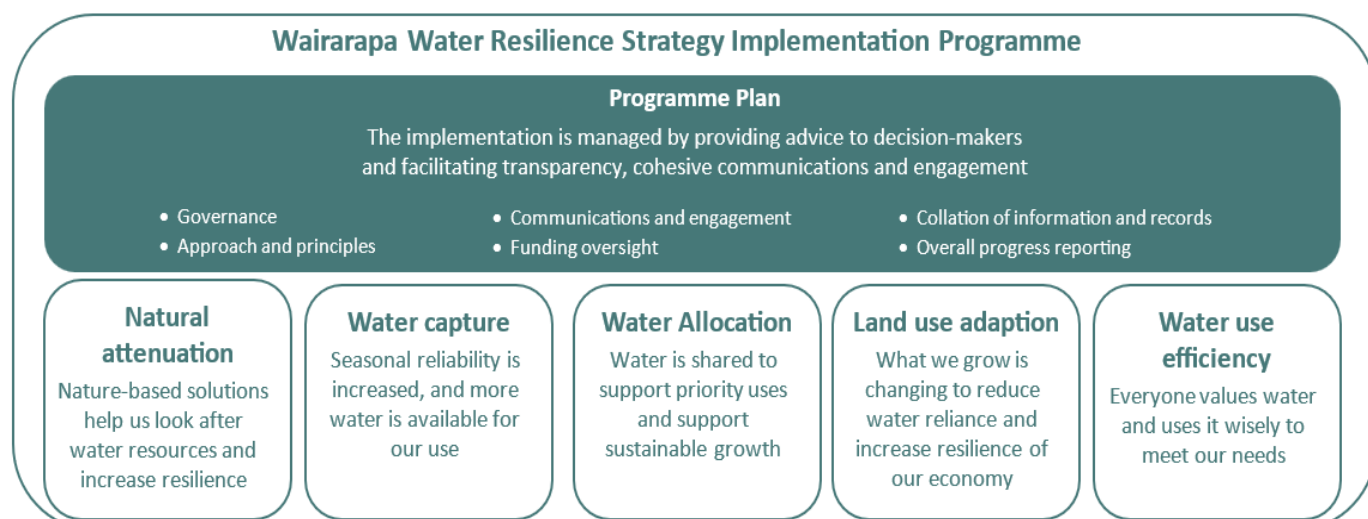 Wairarapa Water Resilience Strategy Implementation Programme
Programme Plan
The implementation is managed by providing advice to decision-makers
and facilitating transparency, cohesive communications and engagement
• Governance
• Approach and principles
• Communications and engagement
• Funding oversight
• Collation of information and records
• Overall progress reporting
Natural
attenuation
Nature-based solutions
help us look after
water resources and
increase resilience
Water capture
Seasonal reliability is
increased, and more
water is available for
our use
Water Allocation
Water is shared to
support priority uses
and support
sustainable growth
Land use adaption
What we grow is
changing to reduce
water reliance and
increase resilience of
our economy
Water use
efficiency
Everyone values water
and uses it wisely to
meet our needs